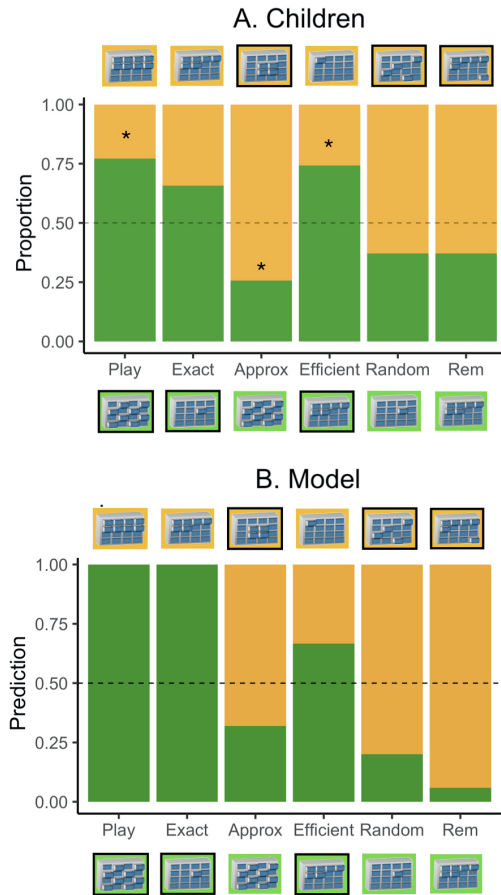 A. Children
1.00
0.75
0.50
0.25
0.00
Proportion
*
*
*
Play Exact Approx Efficient Random Rem
B. Model
1.00
0.75
0.50
0.25
0.00
Prediction
Play Exact Approx Efficient Random Rem